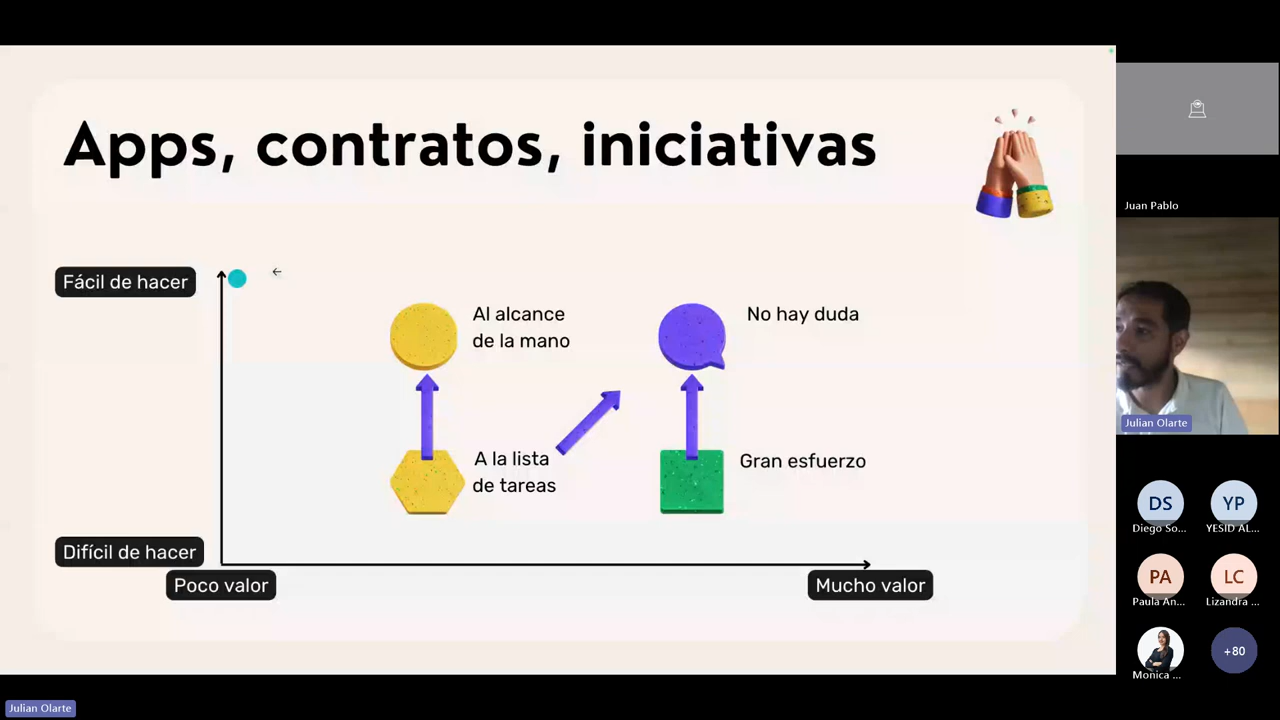 Apps, contratos, iniciativas
Fácil de hacer
Al alcance
de la mano
No hay duda
A la lista
de tareas
Gran esfuerzo
Difícil de hacer
Poco valor
Mucho valor
Juan Pablo
Julian Olarte
DS
YP
Diego So...
YESID AL...
PA
LC
Paula An...
Lizandra ...
+80
Monica ...
Julian Olarte